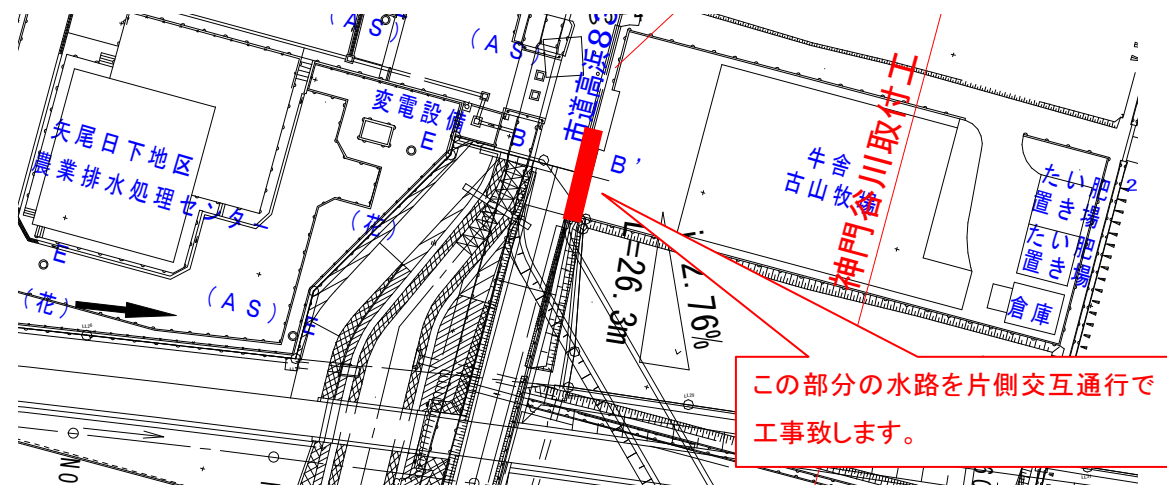 (AS)
(AS)
市道高浜8
変電設備
E
B
B'
矢尾日下地区
農業排水処理センター
(花)
E
(花)
(AS)
E
神門谷川取付工
牛舎
古山牧場
たい肥
置き場
たい肥
置き場
2
倉庫
i=2.76%
L=26.3m
この部分の水路を片側交互通行で
工事致します。
NO